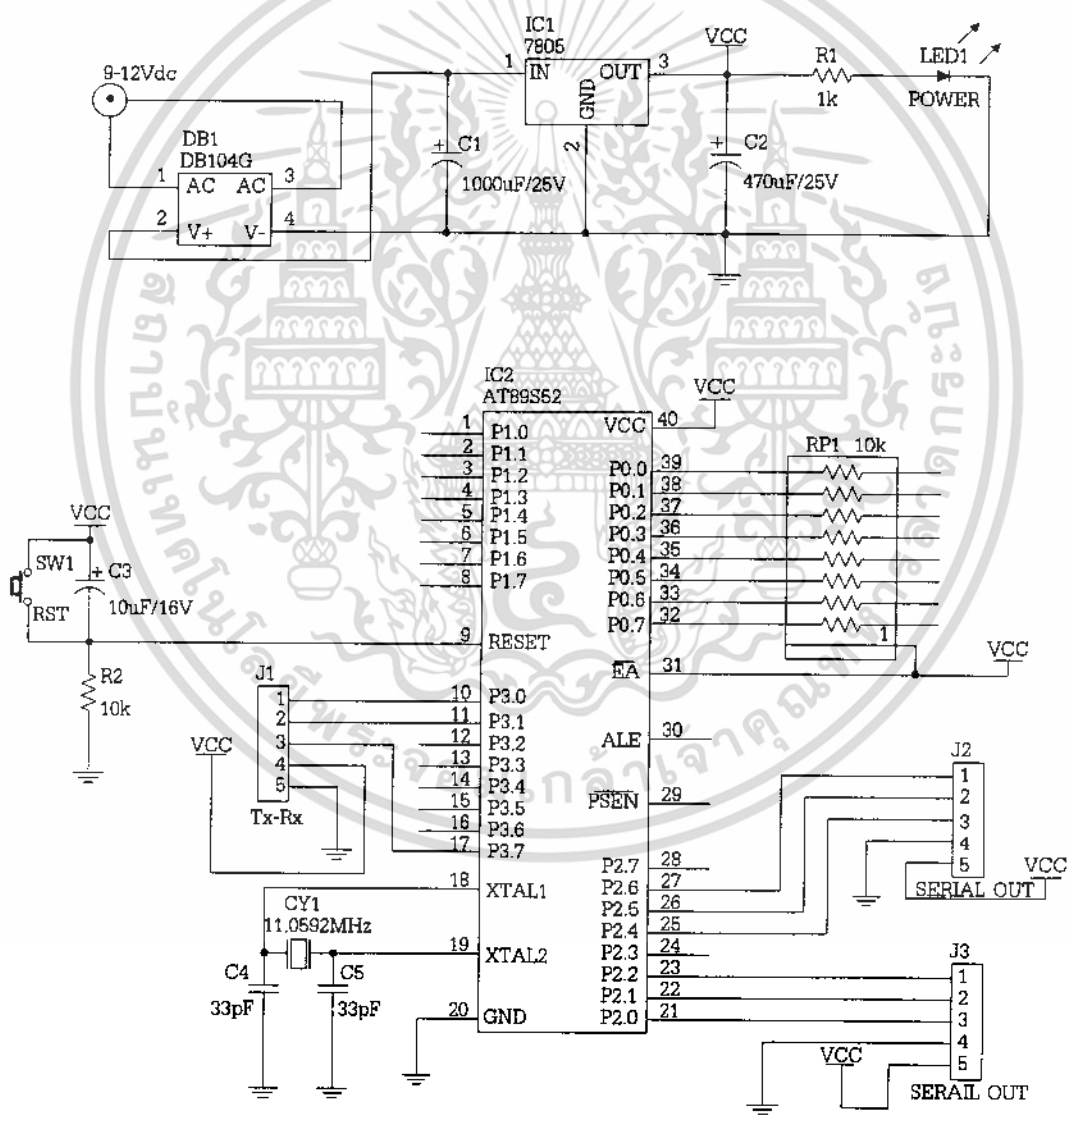 IC1
7805
1 IN OUT 3
GND
2
VCC
R1
1k
LED1
POWER
9-12Vdc
DB1
DB104G
1 AC AC 3
2 V+ V- 4
+ C1
1000uF/25V
+ C2
470uF/25V
IC2
AT89S52
VCC
1 P1.0
2 P1.1
3 P1.2
4 P1.3
5 P1.4
6 P1.5
7 P1.6
8 P1.7
9 RESET
10 P3.0
11 P3.1
12 P3.2
13 P3.3
14 P3.4
15 P3.5
16 P3.6
17 P3.7
18 XTAL1
19 XTAL2
20 GND
VCC 40
P0.0 39
P0.1 38
P0.2 37
P0.3 36
P0.4 35
P0.5 34
P0.6 33
P0.7 32
EA 31
ALE 30
PSEN 29
P2.7 28
P2.6 27
P2.5 26
P2.4 25
P2.3 24
P2.2 23
P2.1 22
P2.0 21
RP1 10k
1
VCC
VCC
SW1
RST
+ C3
10uF/16V
R2
10k
J1
1
2
3
4
5
Tx-Rx
VCC
CY1
11.0592MHz
C4
33pF
C5
33pF
J2
1
2
3
4
5
SERIAL OUT
VCC
J3
1
2
3
4
5
SERAIL OUT
VCC